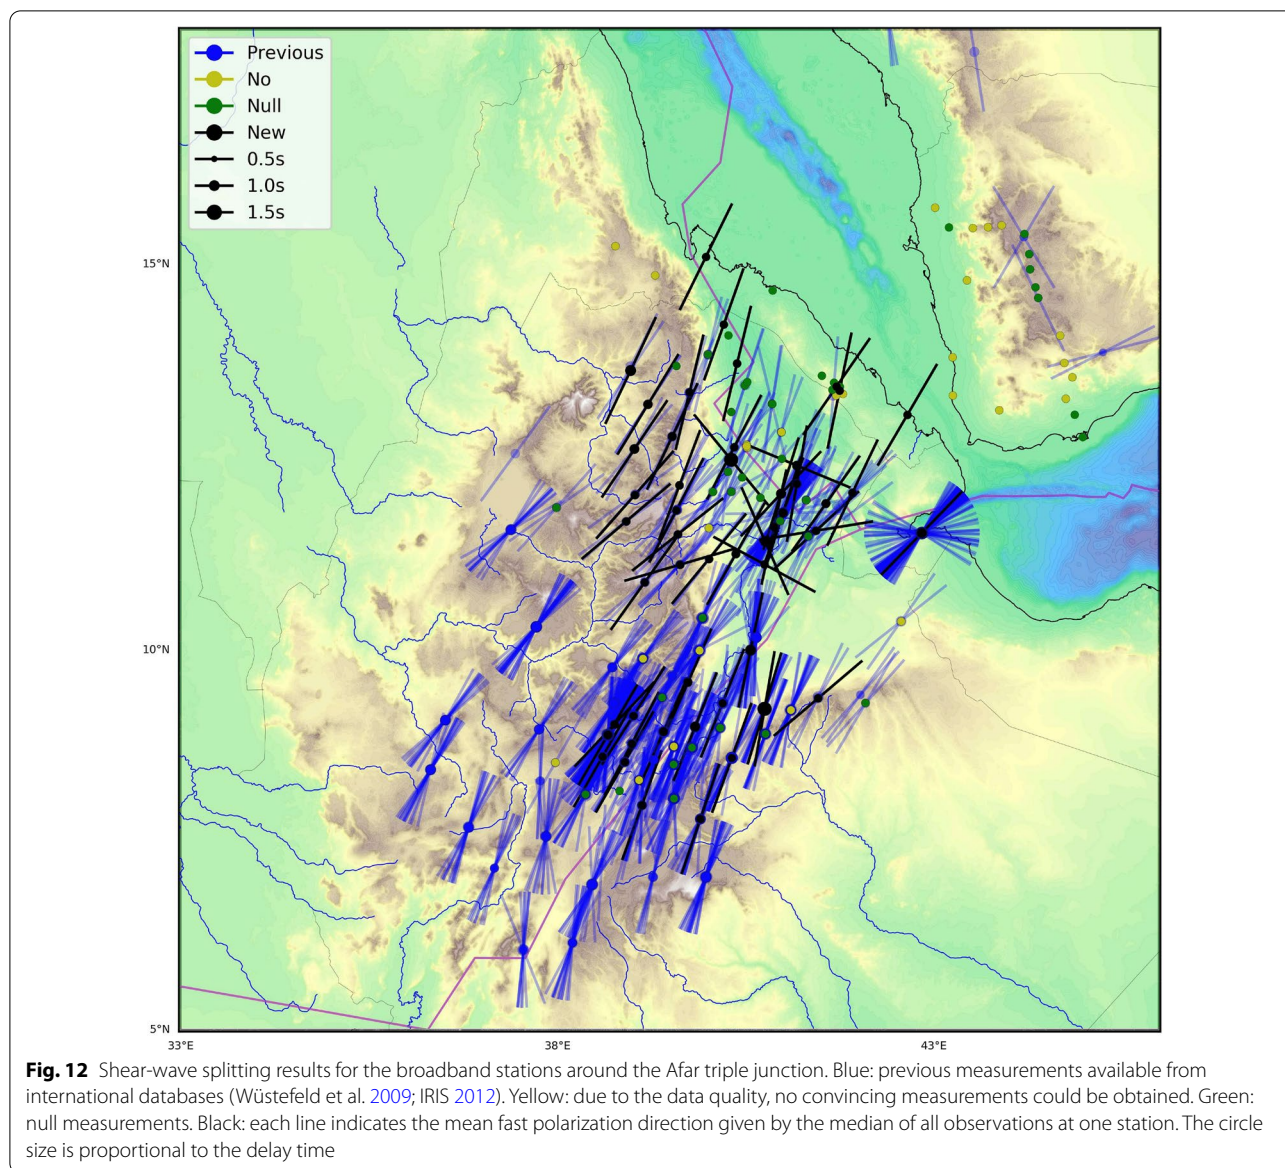 Previous
No
Null
New
0.5s
1.0s
1.5s
15°N
10°N
5°N
33°E
38°E
43°E
Fig. 12 Shear-wave splitting results for the broadband stations around the Afar triple junction. Blue: previous measurements available from
international databases (Wüstefeld et al. 2009; IRIS 2012). Yellow: due to the data quality, no convincing measurements could be obtained. Green:
null measurements. Black: each line indicates the mean fast polarization direction given by the median of all observations at one station. The circle
size is proportional to the delay time